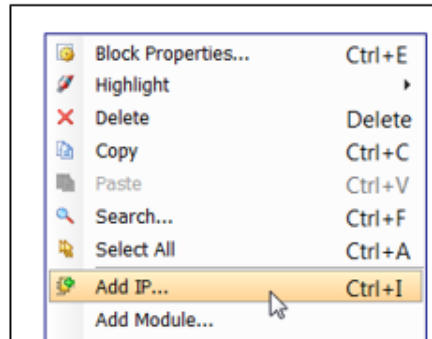 Block Properties... Ctrl+E
Highlight
Delete Delete
Copy Ctrl+C
Paste Ctrl+V
Search... Ctrl+F
Select All Ctrl+A
Add IP... Ctrl+I
Add Module...